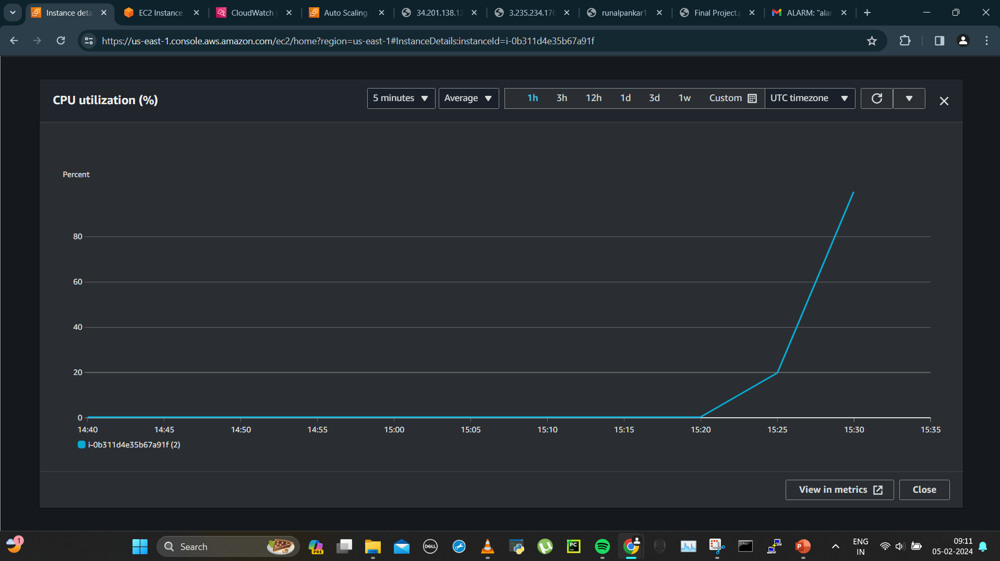 Instance deta
EC2 Instance
CloudWatch
Auto Scaling
34.201.138.13
3.235.234.176
runalpankar1
Final Project.p
ALARM: "alar
https://us-east-1.console.aws.amazon.com/ec2/home?region=us-east-1#InstanceDetails:instanceId=i-0b311d4e35b67a91f
CPU utilization (%)
5 minutes
Average
1h 3h 12h 1d 3d 1w Custom
UTC timezone
Percent
80
60
40
20
0
14:40 14:45 14:50 14:55 15:00 15:05 15:10 15:15 15:20 15:25 15:30 15:35
i-0b311d4e35b67a91f (2)
View in metrics
Close
1
Search
PRE
DELL
PC
ENG
IN
09:11
05-02-2024